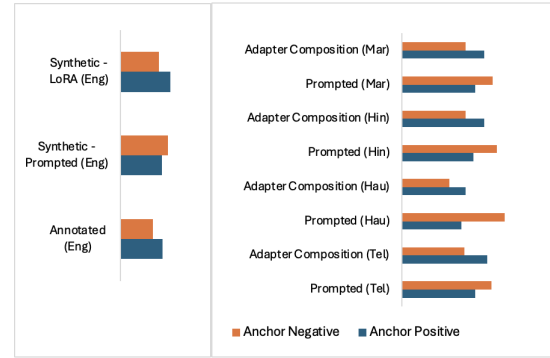 Synthetic -
LoRA (Eng)
Synthetic -
Prompted (Eng)
Annotated
(Eng)
Adapter Composition (Mar)
Prompted (Mar)
Adapter Composition (Hin)
Prompted (Hin)
Adapter Composition (Hau)
Prompted (Hau)
Adapter Composition (Tel)
Prompted (Tel)
Anchor Negative
Anchor Positive